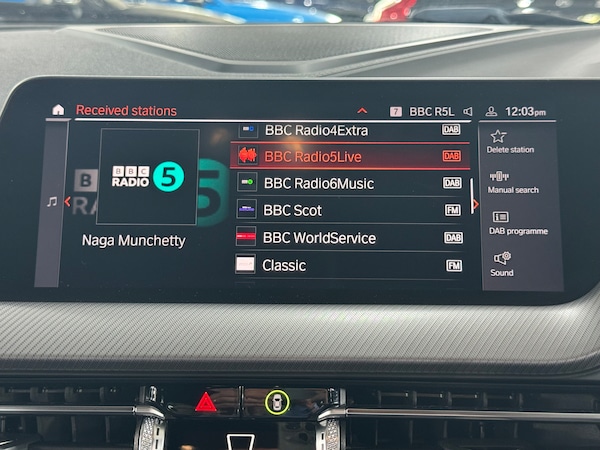 Received stations
7 BBC R5L
12:03pm
BBC
RADIO 5
Naga Munchetty
BBC Radio4Extra DAB
BBC Radio5Live DAB
BBC Radio6Music DAB
BBC Scot FM
BBC WorldService DAB
Classic FM
Delete station
Manual search
DAB programme
Sound